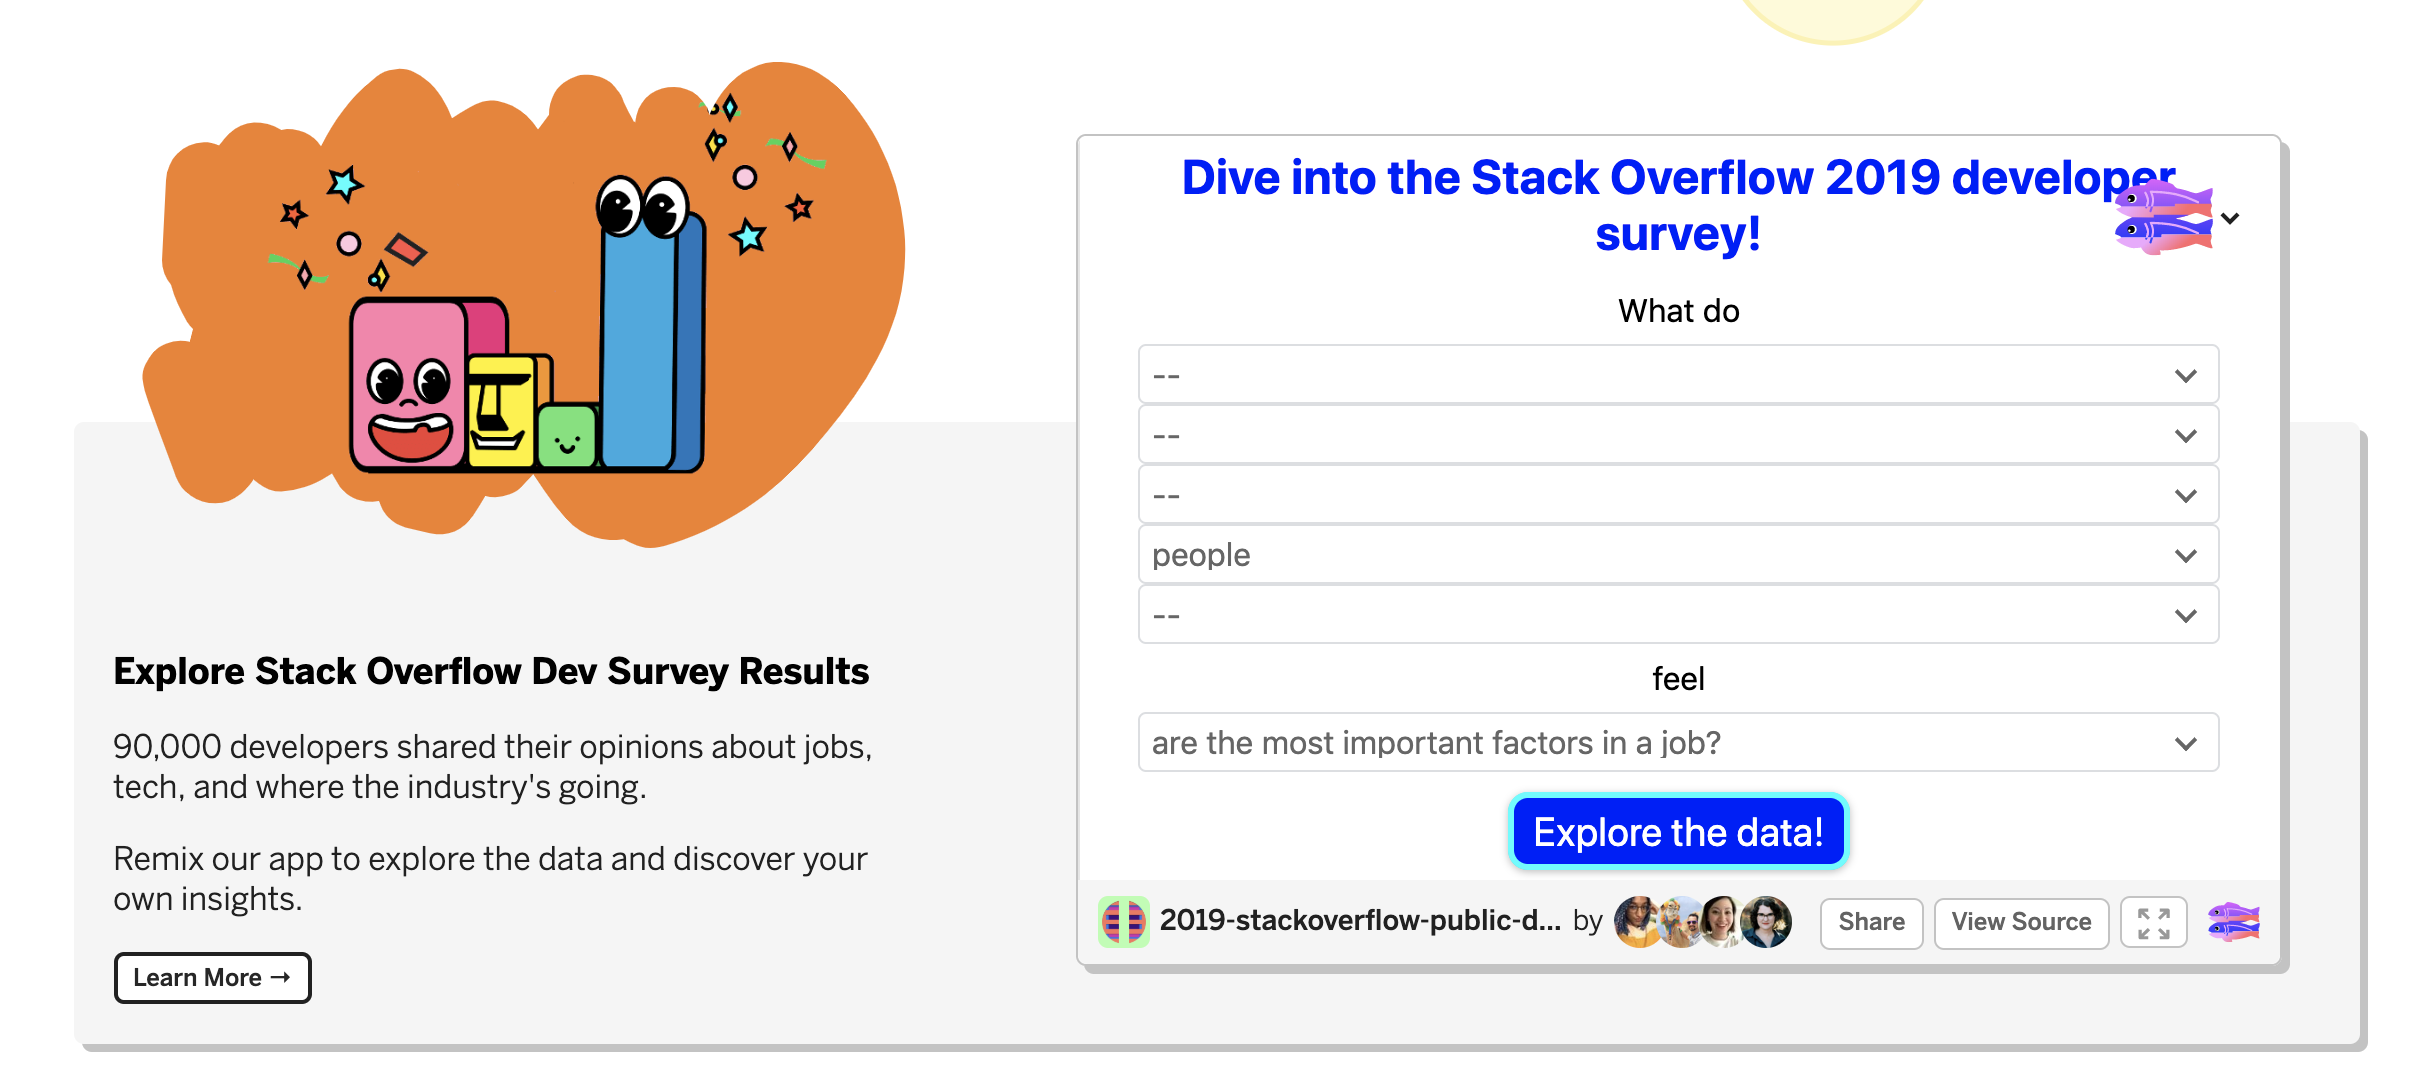 Explore Stack Overflow Dev Survey Results
90,000 developers shared their opinions about jobs,
tech, and where the industry's going.
Remix our app to explore the data and discover your
own insights.
Learn More →
Dive into the Stack Overflow 2019 developer
survey!
What do
--
--
--
people
--
feel
are the most important factors in a job?
Explore the data!
2019-stackoverflow-public-d... by
Share
View Source